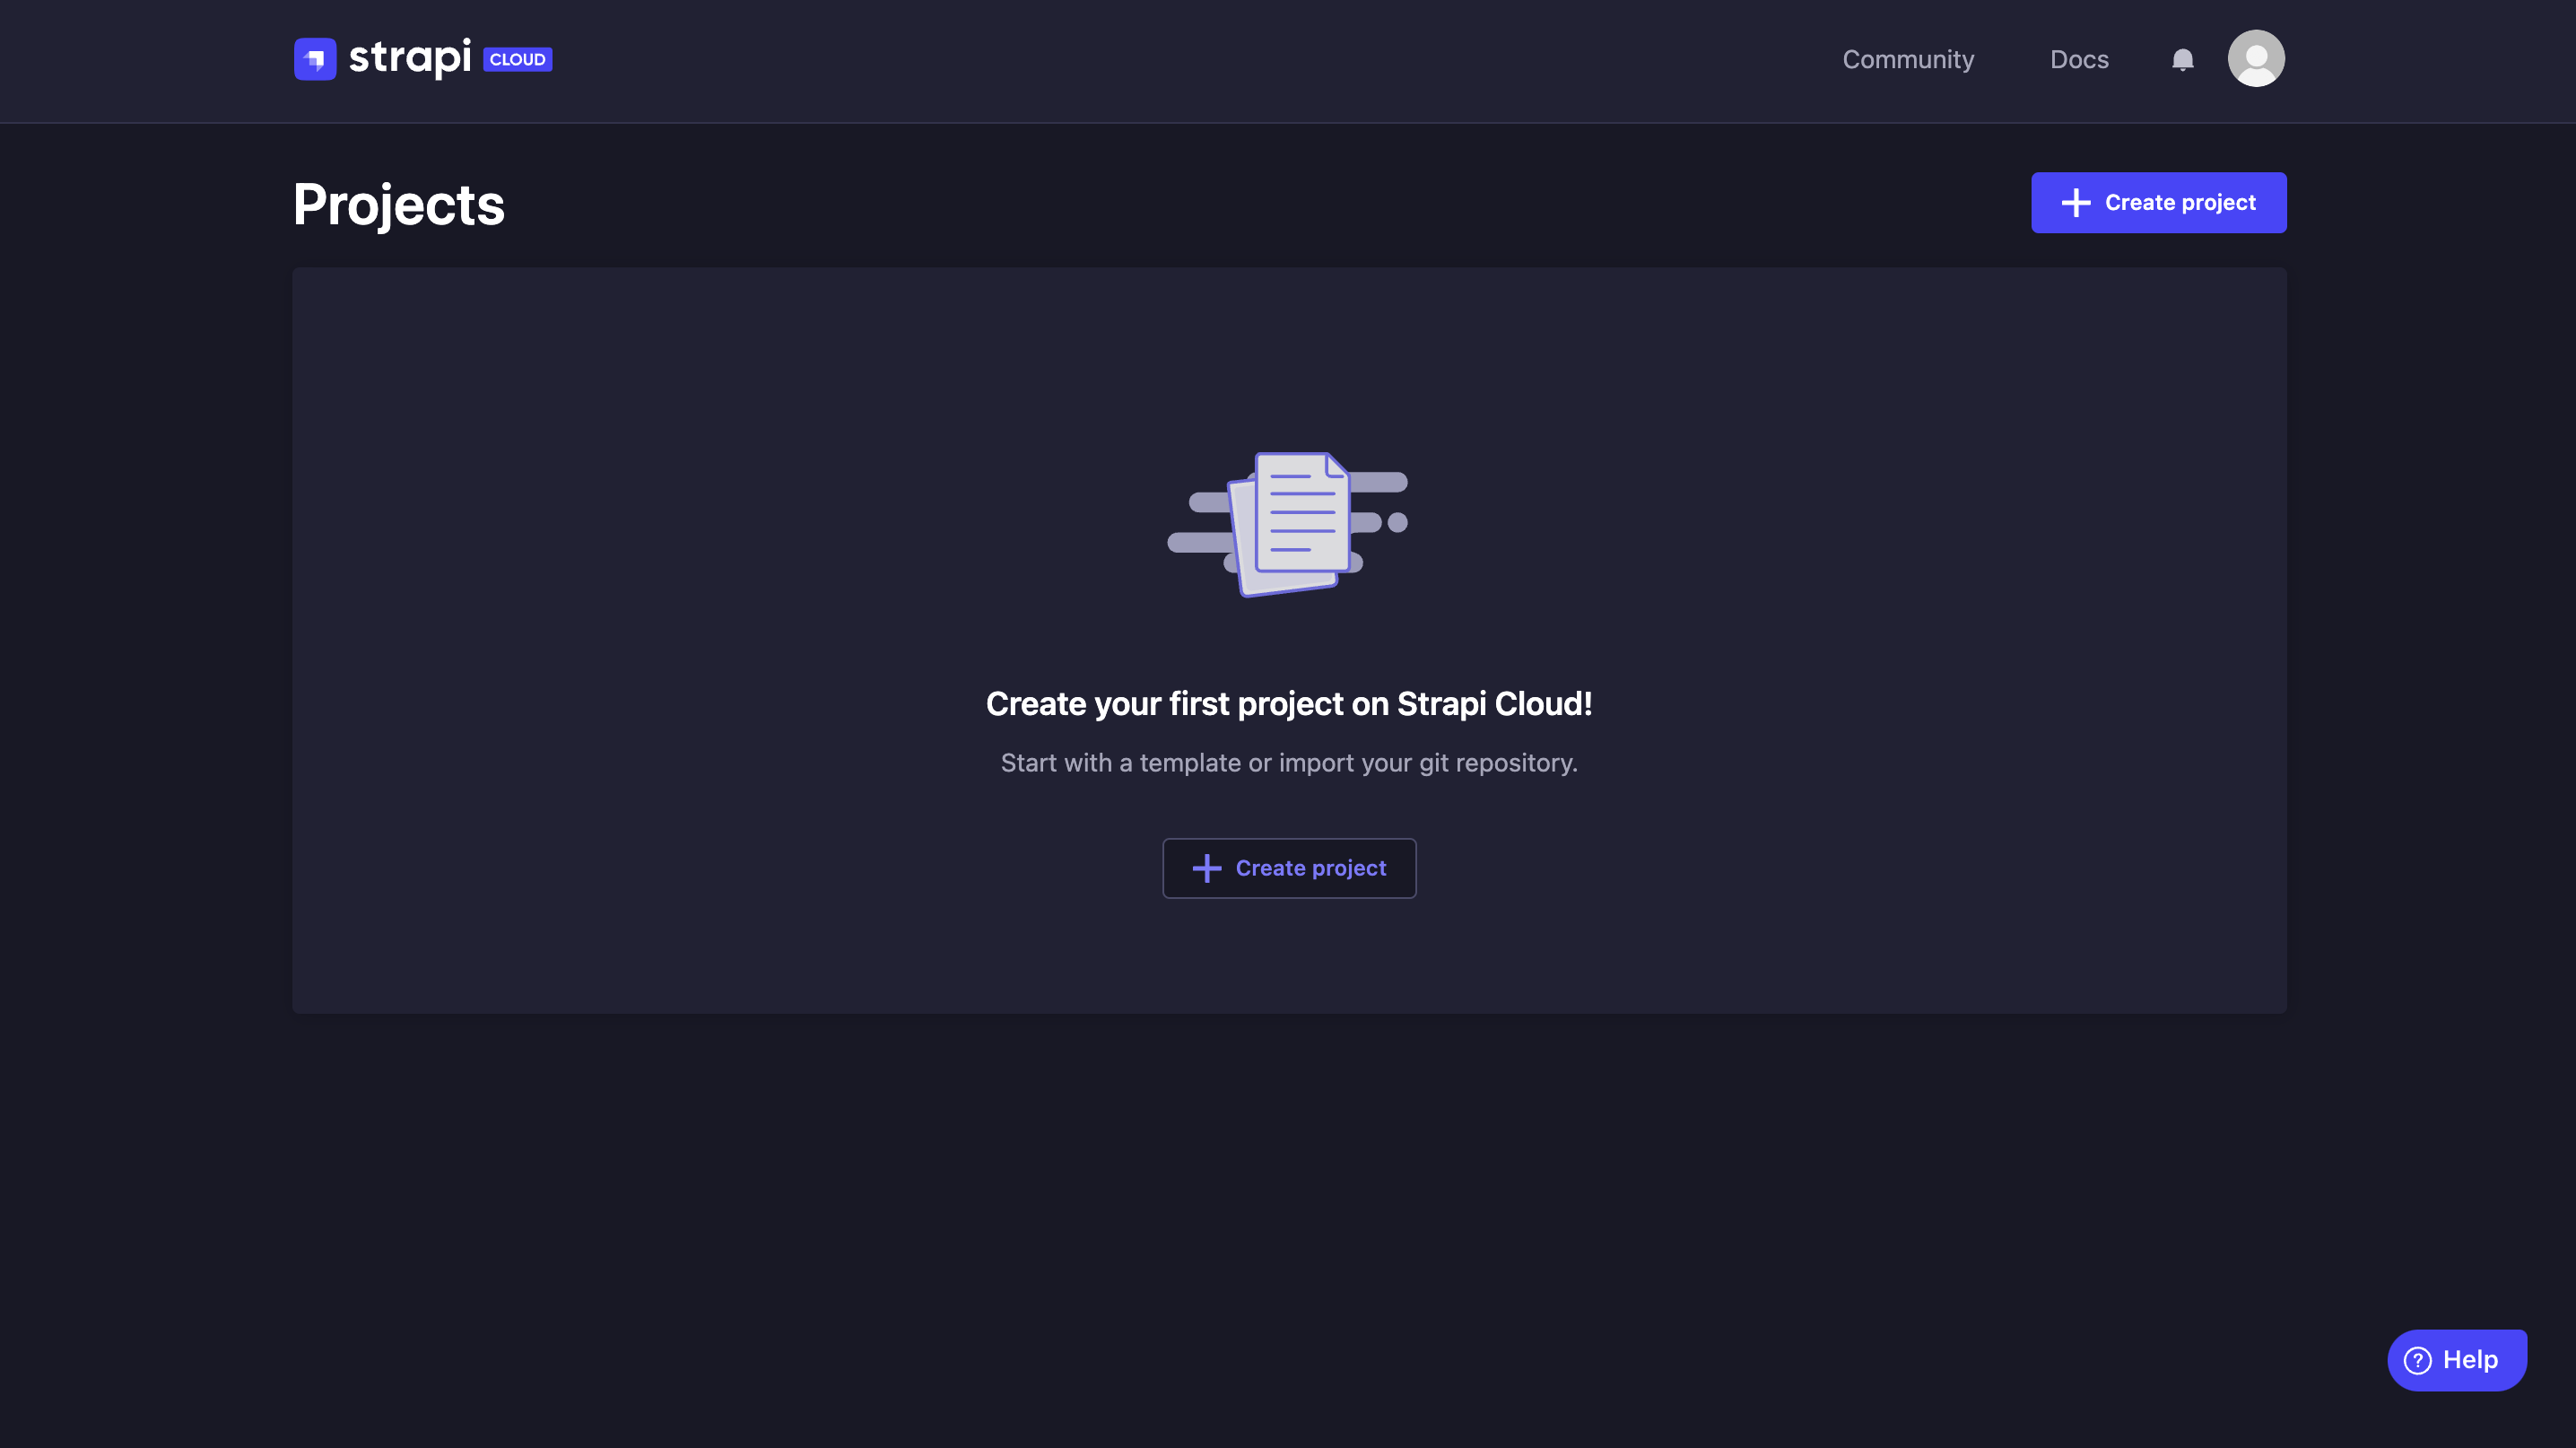 strapi CLOUD
Community
Docs
Projects
Create project
Create your first project on Strapi Cloud!
Start with a template or import your git repository.
Create project
? Help